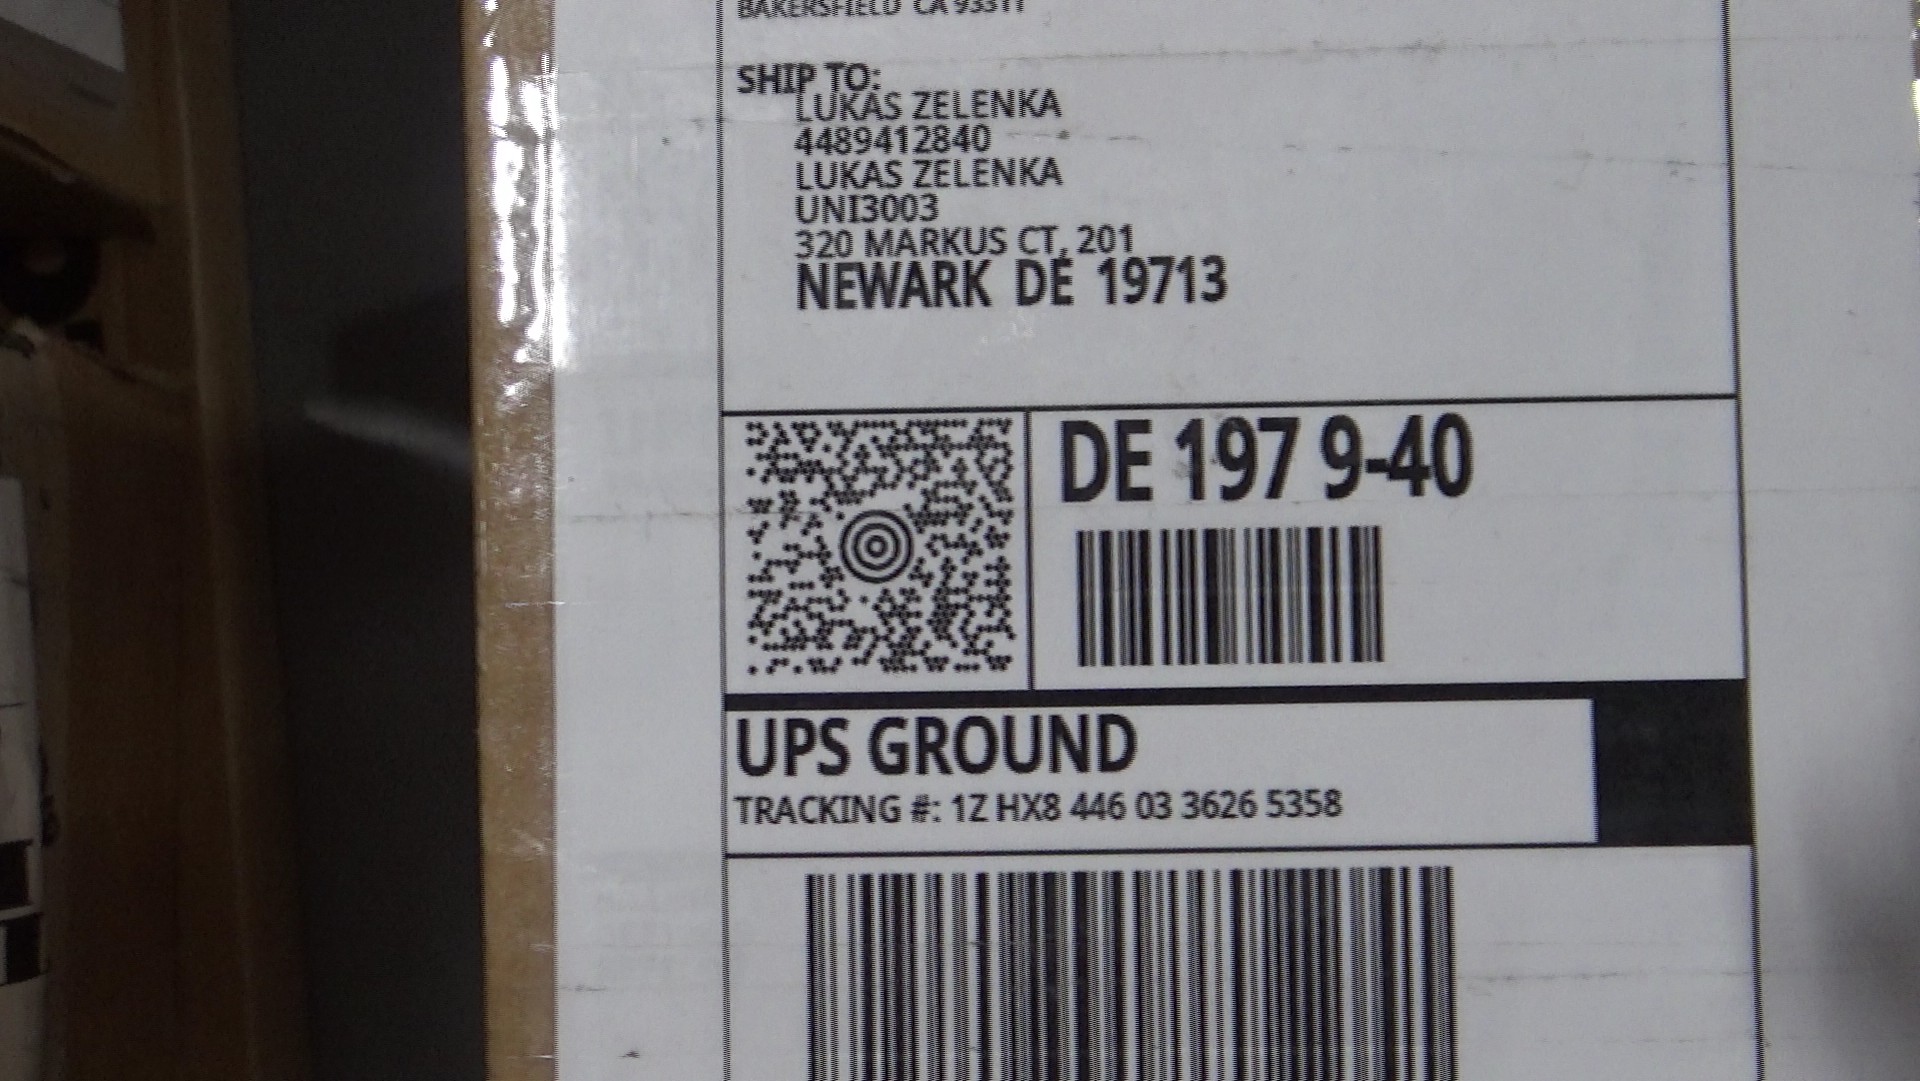 BAKERSFIELD CA 93311
SHIP TO:
LUKAS ZELENKA
4489412840
LUKAS ZELENKA
UNI3003
320 MARKUS CT, 201
NEWARK DE 19713
DE 197 9-40
UPS GROUND
TRACKING #: 1Z HX8 446 03 3626 5358